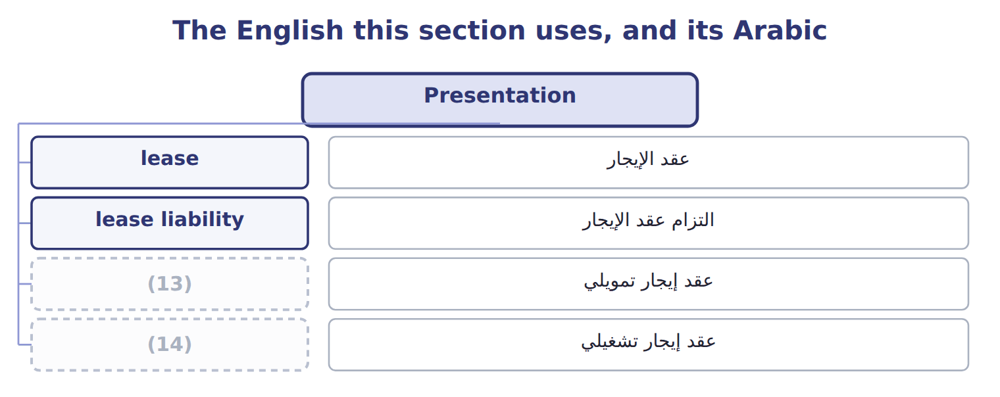 The English this section uses, and its Arabic
Presentation
lease
عقد الإيجار
lease liability
التزام عقد الإيجار
(13)
عقد إيجار تمويلي
(14)
عقد إيجار تشغيلي